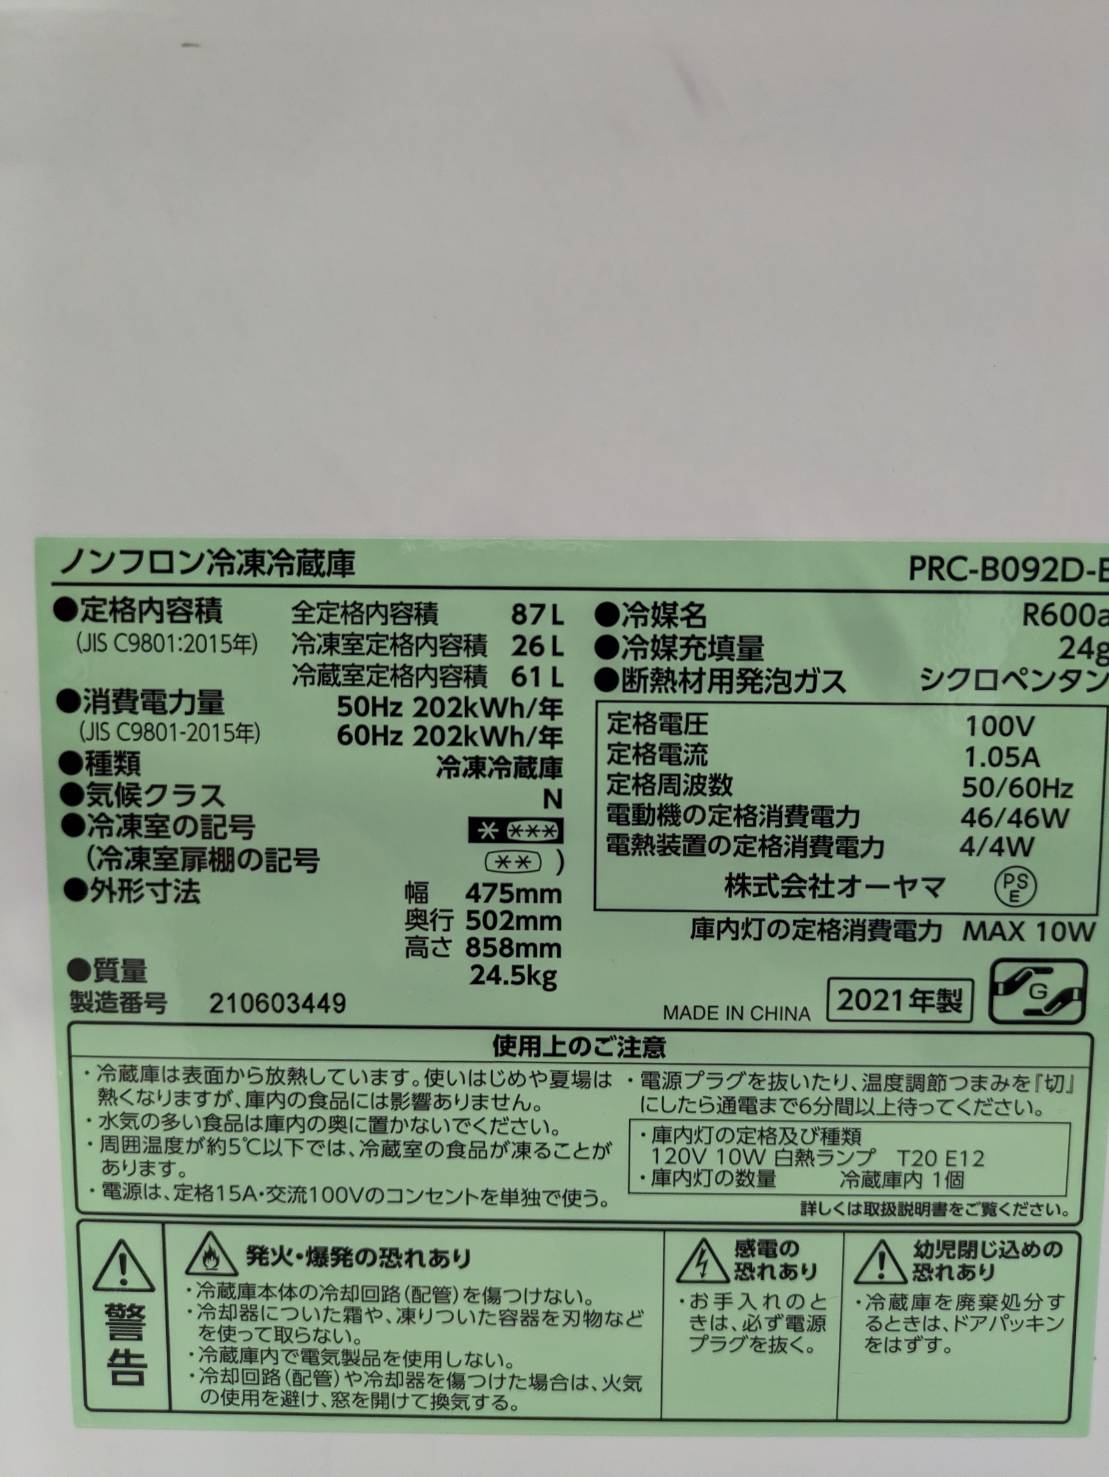 ノンフロン冷凍冷蔵庫 PRC-B092D-
●定格内容積 全定格内容積 87L
(JIS C9801:2015年) 冷凍室定格内容積 26L
冷蔵室定格内容積 61L
●消費電力量 50Hz 202kWh/年
(JIS C9801-2015年) 60Hz 202kWh/年
●種類 冷凍冷蔵庫
●気候クラス N
●冷凍室の記号 * ***
(冷凍室扉棚の記号 ** )
●外形寸法 幅 475mm
奥行 502mm
高さ 858mm
●質量 24.5kg
製造番号 210603449
●冷媒名 R600a
●冷媒充填量 24g
●断熱材用発泡ガス シクロペンタン
定格電圧 100V
定格電流 1.05A
定格周波数 50/60Hz
電動機の定格消費電力 46/46W
電熱装置の定格消費電力 4/4W
株式会社オーヤマ PSE
庫内灯の定格消費電力 MAX 10W
MADE IN CHINA 2021年製 G
使用上のご注意
・冷蔵庫は表面から放熱しています。使いはじめや夏場は
熱くなりますが、庫内の食品には影響ありません。
・水気の多い食品は庫内の奥に置かないでください。
・周囲温度が約5℃以下では、冷蔵室の食品が凍ることが
あります。
・電源は、定格15A・交流100Vのコンセントを単独で使う。
・電源プラグを抜いたり、温度調節つまみを『切』
にしたら通電まで6分間以上待ってください。
・庫内灯の定格及び種類
120V 10W 白熱ランプ T20 E12
・庫内灯の数量 冷蔵庫内 1個
詳しくは取扱説明書をご覧ください。
警告
発火・爆発の恐れあり
・冷蔵庫本体の冷却回路(配管)を傷つけない。
・冷却器についた霜や、凍りついた容器を刃物など
を使って取らない。
・冷蔵庫内で電気製品を使用しない。
・冷却回路(配管)や冷却器を傷つけた場合は、火気
の使用を避け、窓を開けて換気する。
感電の
恐れあり
・お手入れのと
きは、必ず電源
プラグを抜く。
幼児閉じ込めの
恐れあり
・冷蔵庫を廃棄処分す
るときは、ドアパッキン
をはずす。